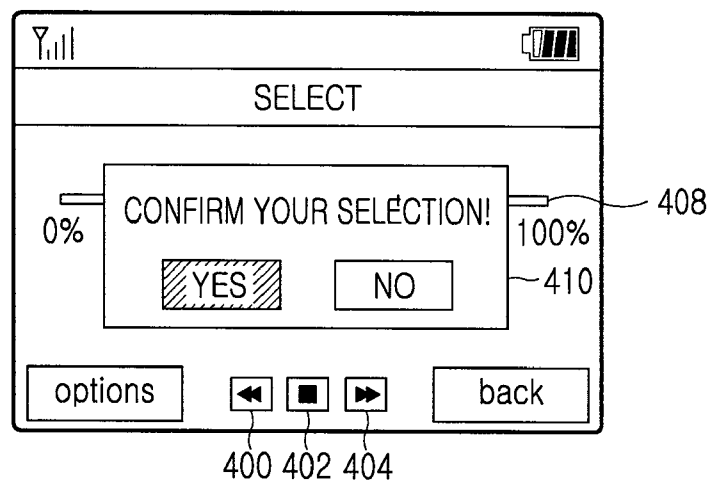 SELECT
CONFIRM YOUR SELECTION!
408
0%
100%
YES
NO
410
options
back
400 402 404